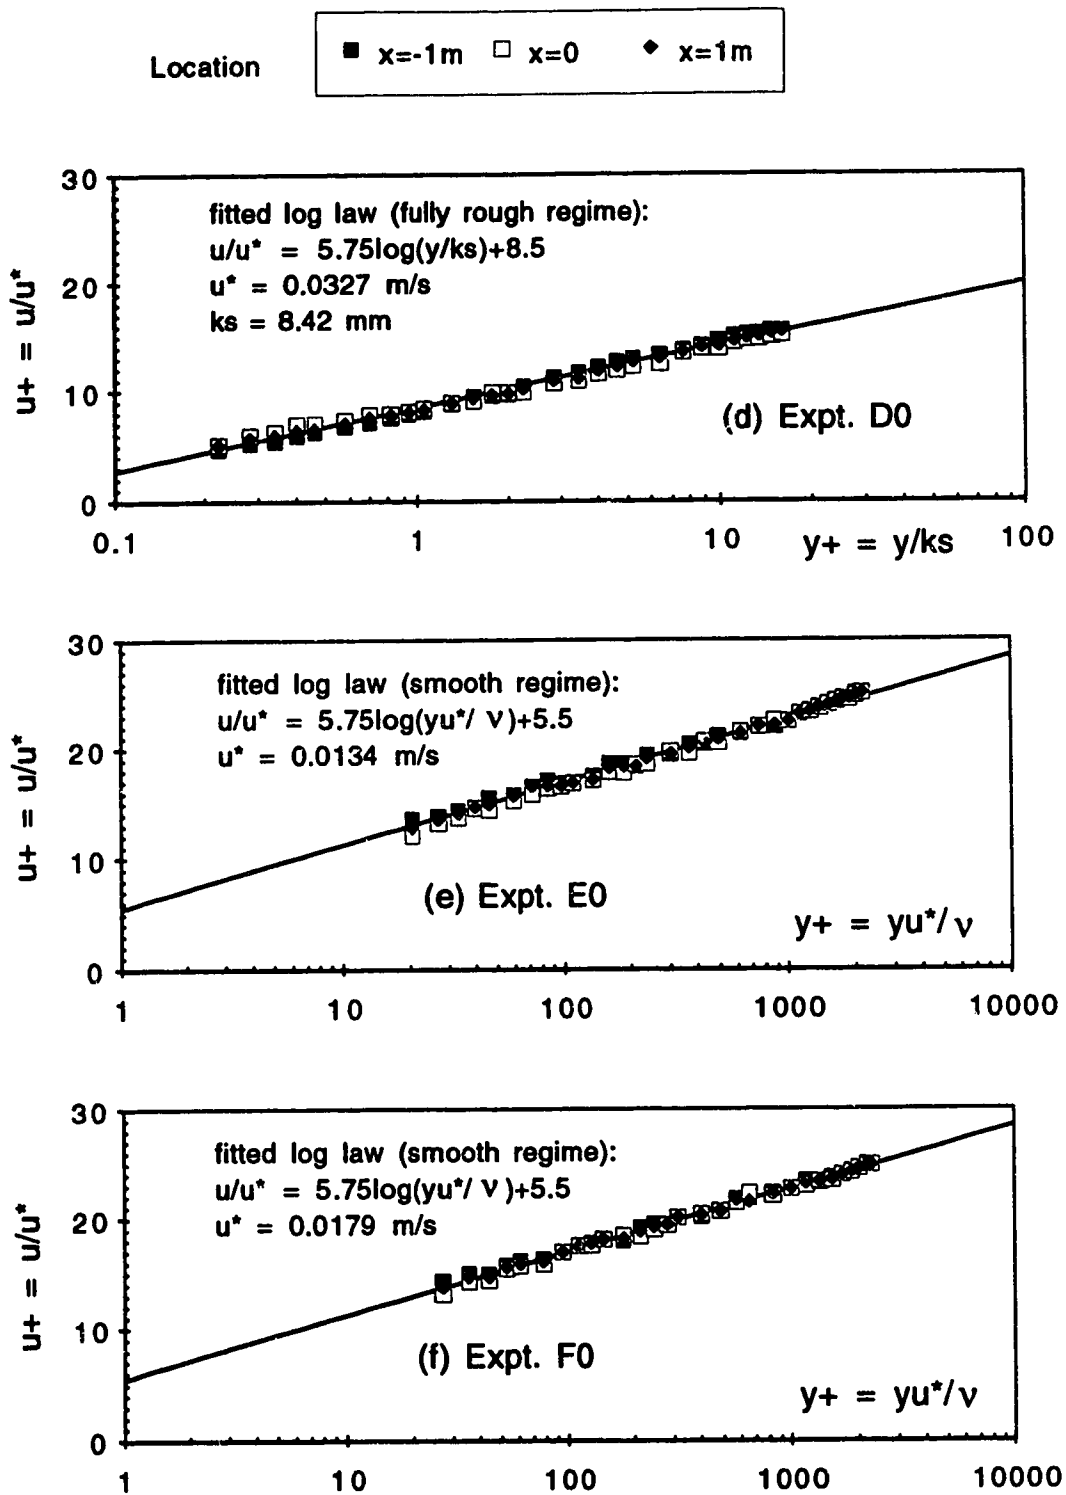 Location
x=-1m x=0 x=1m
30
20
10
0
u+ = u/u*
fitted log law (fully rough regime):
u/u* = 5.75log(y/ks)+8.5
u* = 0.0327 m/s
ks = 8.42 mm
(d) Expt. D0
0.1 1 10 100
y+ = y/ks
30
20
10
0
u+ = u/u*
fitted log law (smooth regime):
u/u* = 5.75log(yu*/ ν)+5.5
u* = 0.0134 m/s
(e) Expt. E0
y+ = yu*/ν
1 10 100 1000 10000
30
20
10
0
u+ = u/u*
fitted log law (smooth regime):
u/u* = 5.75log(yu*/ ν)+5.5
u* = 0.0179 m/s
(f) Expt. F0
y+ = yu*/ν
1 10 100 1000 10000